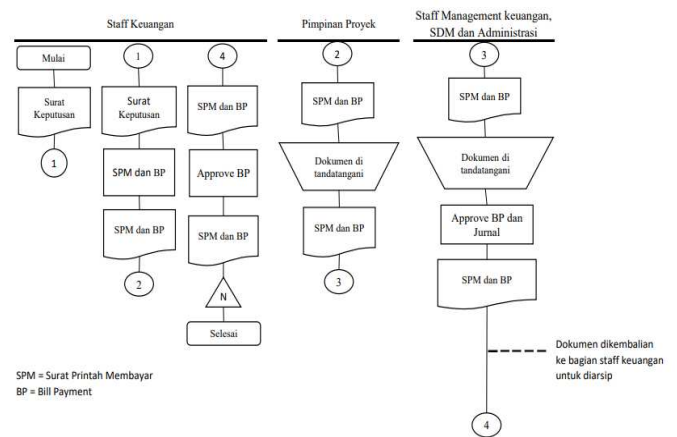 Staff Keuangan
Mulai
Surat
Keputusan
1
1
Surat
Keputusan
SPM dan BP
SPM dan BP
2
4
SPM dan BP
Approve BP
SPM dan BP
N
Selesai
Pimpinan Proyek
2
SPM dan BP
Dokumen di
tandatangani
SPM dan BP
3
Staff Management keuangan,
SDM dan Administrasi
3
SPM dan BP
Dokumen di
tandatangani
Approve BP dan
Jurnal
SPM dan BP
Dokumen dikembalian
ke bagian staff keuangan
untuk diarsip
4
SPM = Surat Printah Membayar
BP = Bill Payment